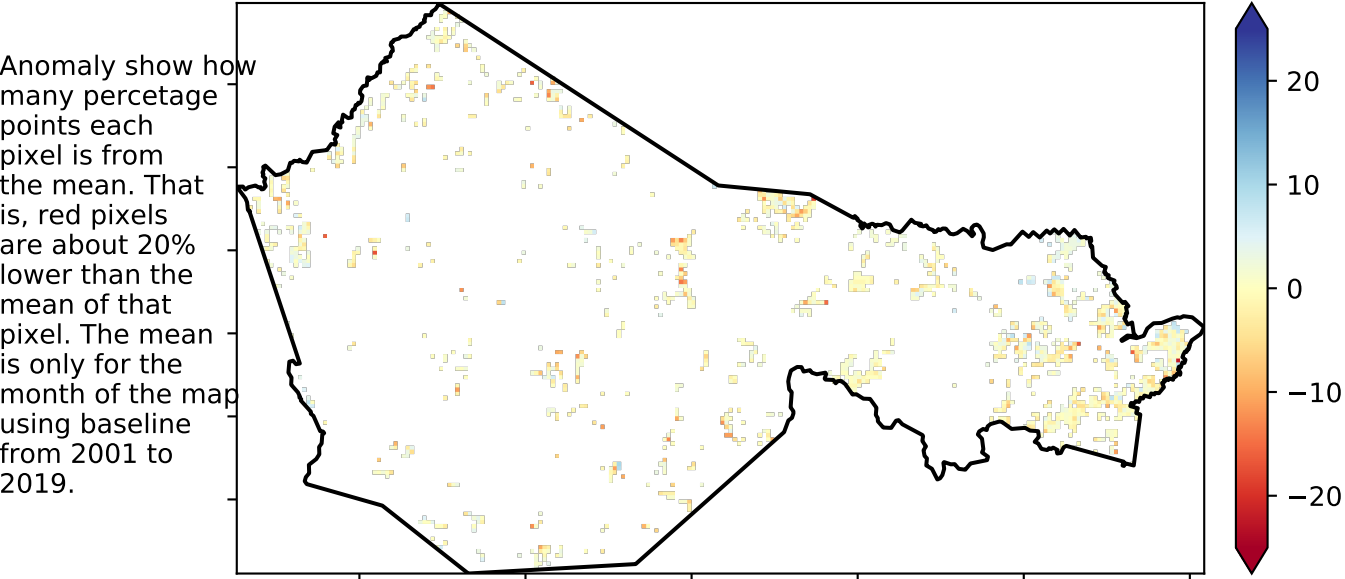 Anomaly show how
many percetage
points each
pixel is from
the mean. That
is, red pixels
are about 20%
lower than the
mean of that
pixel. The mean
is only for the
month of the map
using baseline
from 2001 to
2019.
20
10
0
−10
−20